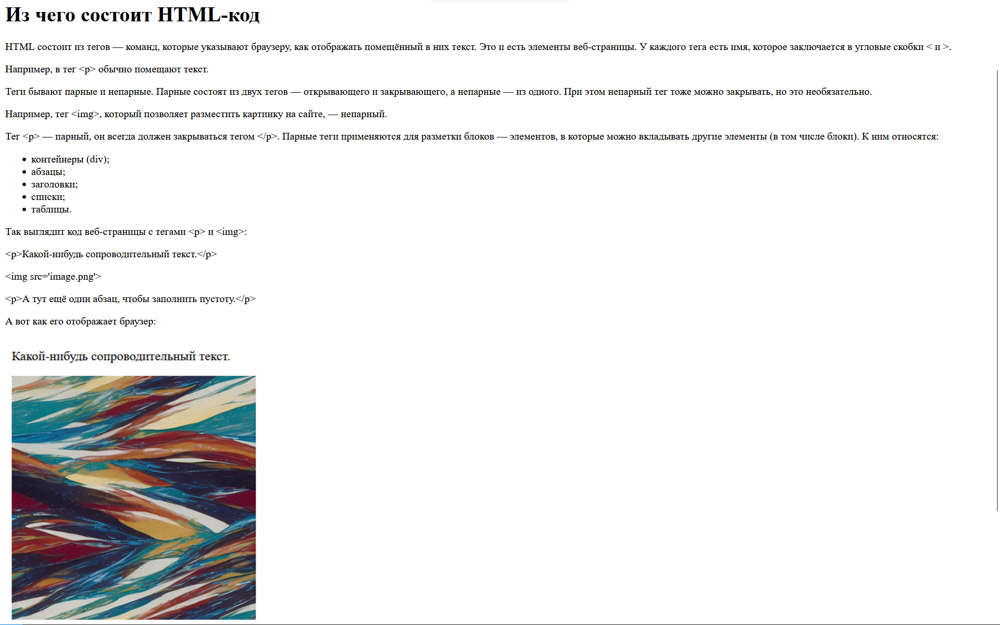 Из чего состоит HTML-код
HTML состоит из тегов — команд, которые указывают браузеру, как отображать помещённый в них текст. Это и есть элементы веб-страницы. У каждого тега есть имя, которое заключается в угловые скобки < и >.
Например, в тег <p> обычно помещают текст.
Теги бывают парные и непарные. Парные состоят из двух тегов — открывающего и закрывающего, а непарные — из одного. При этом непарный тег тоже можно закрывать, но это необязательно.
Например, тег <img>, который позволяет разместить картинку на сайте, — непарный.
Тег <p> — парный, он всегда должен закрываться тегом </p>. Парные теги применяются для разметки блоков — элементов, в которые можно вкладывать другие элементы (в том числе блоки). К ним относятся:
• контейнеры (div);
• абзацы;
• заголовки;
• списки;
• таблицы.
Так выглядит код веб-страницы с тегами <p> и <img>:
<p>Какой-нибудь сопроводительный текст.</p>
<img src='image.png'>
<p>А тут ещё один абзац, чтобы заполнить пустоту.</p>
А вот как его отображает браузер:
Какой-нибудь сопроводительный текст.